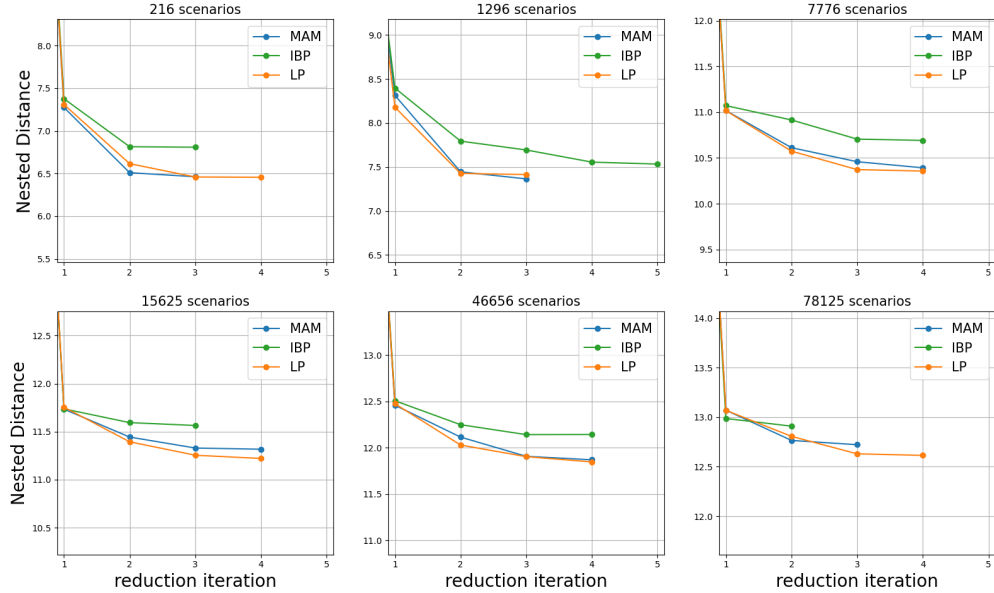 216 scenarios
Nested Distance
8.0
7.5
7.0
6.5
6.0
5.5
1 2 3 4 5
MAM
IBP
LP
1296 scenarios
9.0
8.5
8.0
7.5
7.0
6.5
1 2 3 4 5
MAM
IBP
LP
7776 scenarios
12.0
11.5
11.0
10.5
10.0
9.5
1 2 3 4 5
MAM
IBP
LP
15625 scenarios
Nested Distance
12.5
12.0
11.5
11.0
10.5
1 2 3 4 5
reduction iteration
MAM
IBP
LP
46656 scenarios
13.0
12.5
12.0
11.5
11.0
1 2 3 4 5
reduction iteration
MAM
IBP
LP
78125 scenarios
14.0
13.5
13.0
12.5
12.0
1 2 3 4 5
reduction iteration
MAM
IBP
LP